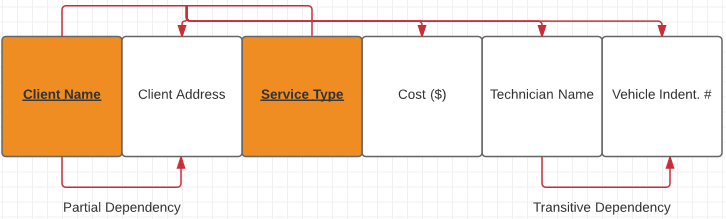 Client Name
Client Address
Service Type
Cost ($)
Technician Name
Vehicle Indent. #
Partial Dependency
Transitive Dependency